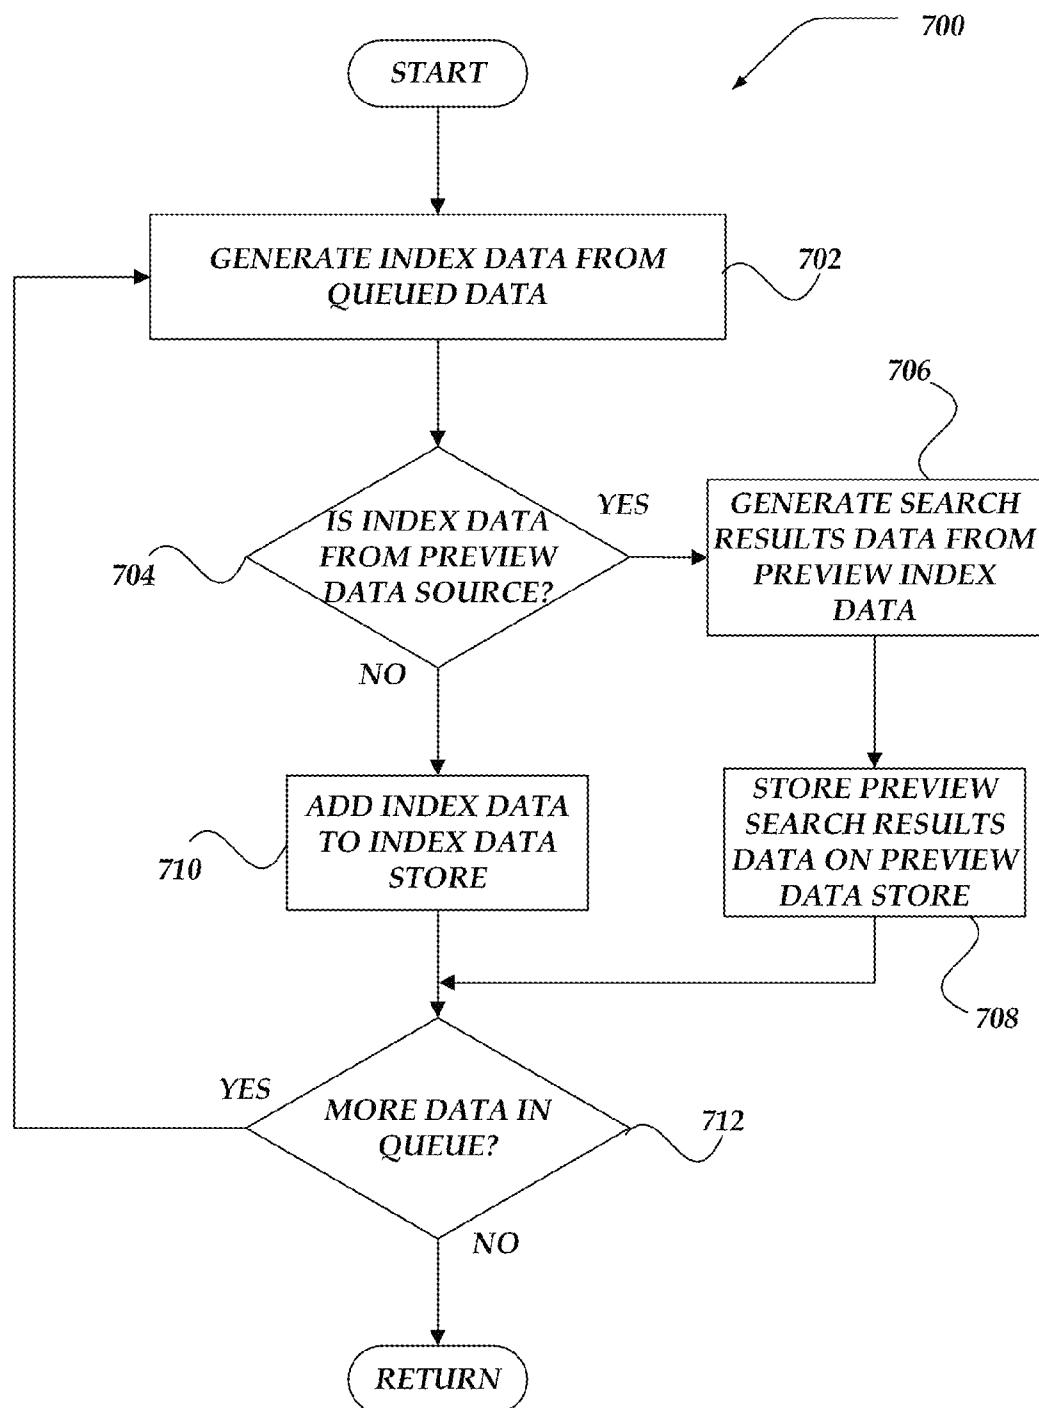 700
START
GENERATE INDEX DATA FROM
QUEUED DATA
702
706
IS INDEX DATA
FROM PREVIEW
DATA SOURCE?
YES
704
NO
GENERATE SEARCH
RESULTS DATA FROM
PREVIEW INDEX
DATA
ADD INDEX DATA
TO INDEX DATA
STORE
710
STORE PREVIEW
SEARCH RESULTS
DATA ON PREVIEW
DATA STORE
708
YES
MORE DATA IN
QUEUE?
712
NO
RETURN